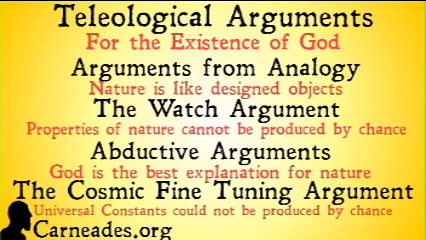 Teleological Arguments
For the Existence of God
Arguments from Analogy
Nature is like designed objects
The Watch Argument
Properties of nature cannot be produced by chance
Abductive Arguments
God is the best explanation for nature
The Cosmic Fine Tuning Argument
Universal Constants could not be produced by chance
Carneades.org